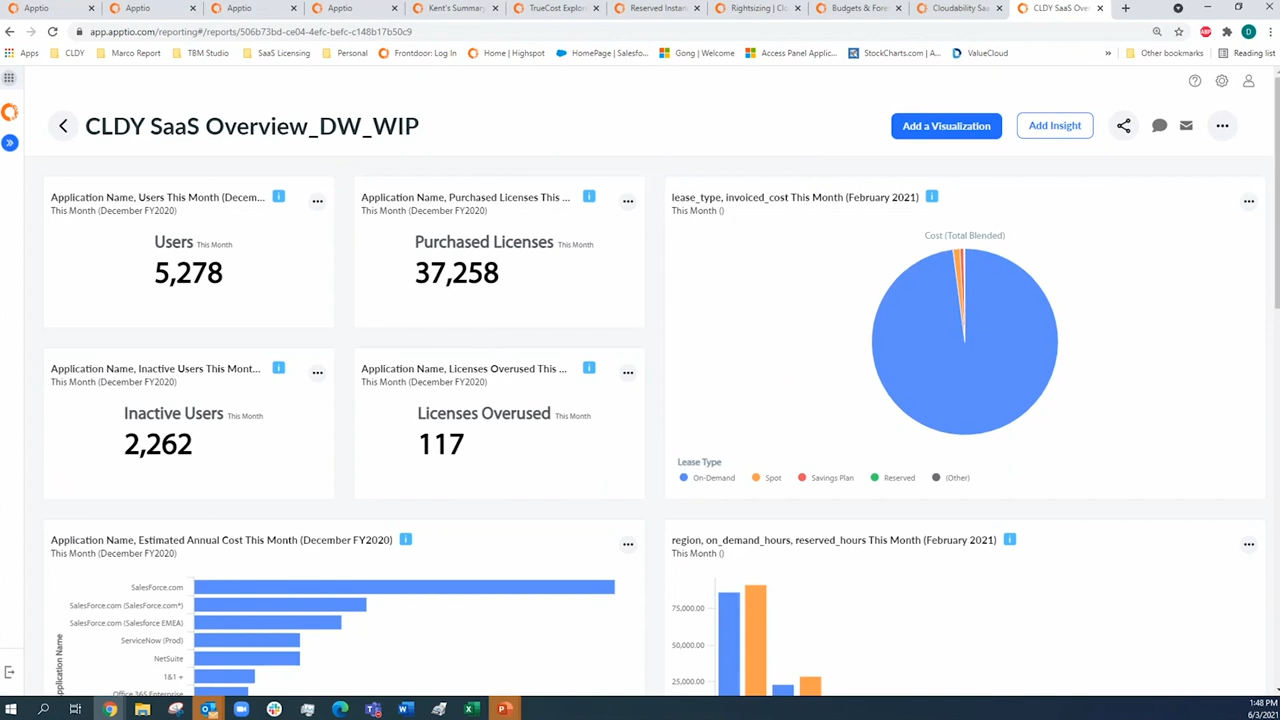 Apptio
Apptio
Apptio
Apptio
Kent's Summary
TrueCost Explor
Reserved Instan
Rightsizing | Clo
Budgets & Fore
Cloudability Saa
CLDY SaaS Over
app.apptio.com/reporting#/reports/506b73bd-ce04-4efc-befc-c148b17b50c9
Apps
CLDY
Marco Report
TBM Studio
SaaS Licensing
Personal
Frontdoor: Log In
Home | Highspot
HomePage | Salesfo...
Gong | Welcome
Access Panel Applic...
StockCharts.com | A...
ValueCloud
»
Other bookmarks
Reading list
CLDY SaaS Overview_DW_WIP
Add a Visualization
Add Insight
Application Name, Users This Month (Decem...
This Month (December FY2020)
Users This Month
5,278
Application Name, Purchased Licenses This ...
This Month (December FY2020)
Purchased Licenses This Month
37,258
lease_type, invoiced_cost This Month (February 2021)
This Month ()
Cost (Total Blended)
Lease Type
On-Demand
Spot
Savings Plan
Reserved
(Other)
Application Name, Inactive Users This Mont...
This Month (December FY2020)
Inactive Users This Month
2,262
Application Name, Licenses Overused This ...
This Month (December FY2020)
Licenses Overused This Month
117
Application Name, Estimated Annual Cost This Month (December FY2020)
This Month (December FY2020)
Application Name
SalesForce.com
SalesForce.com (SalesForce.com*)
SalesForce.com (Salesforce EMEA)
ServiceNow (Prod)
NetSuite
1&1 +
Office 365 Enterprise
region, on_demand_hours, reserved_hours This Month (February 2021)
This Month ()
75,000.00
50,000.00
25,000.00
1:48 PM
6/3/2021